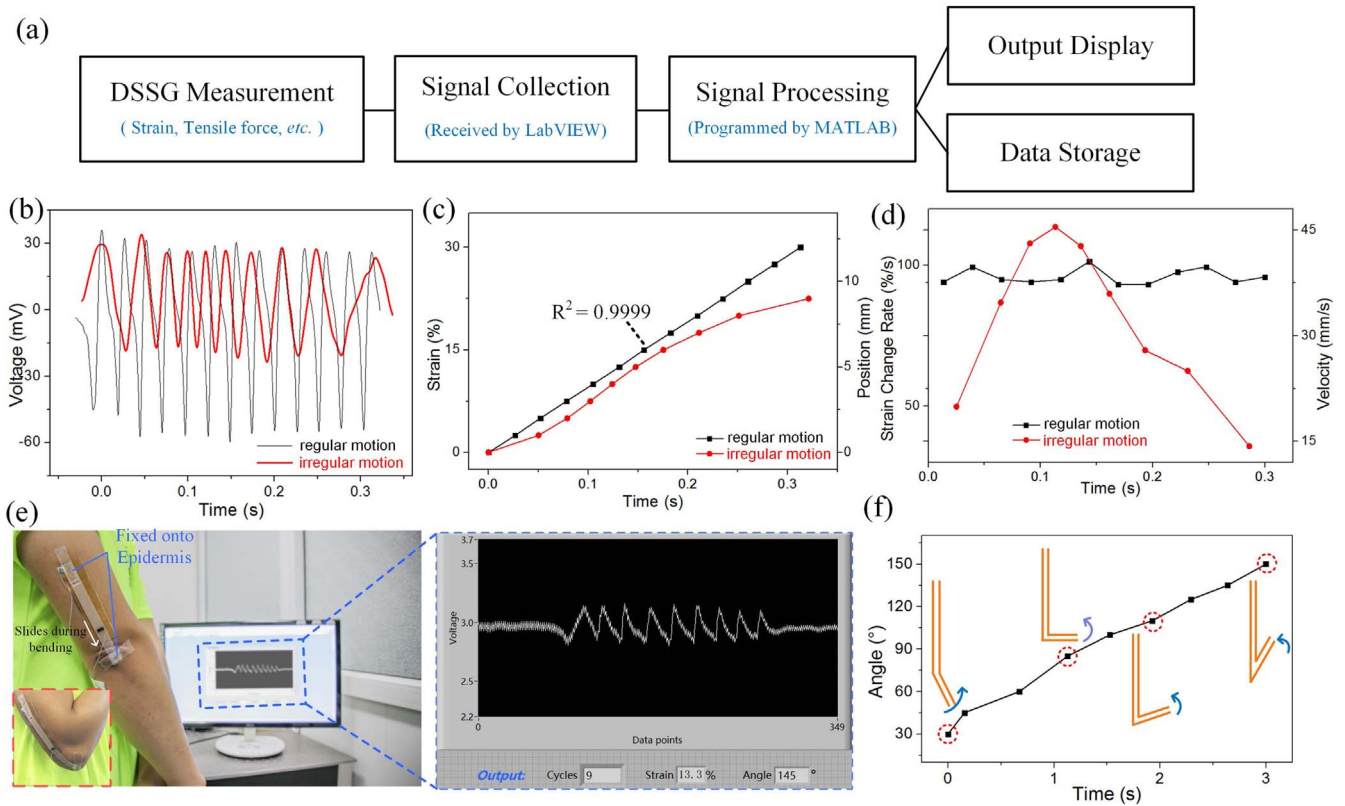 (a)
DSSG Measurement
( Strain, Tensile force, etc. )
Signal Collection
(Received by LabVIEW)
Signal Processing
(Programmed by MATLAB)
Output Display
Data Storage
(b)
30
0
-30
-60
Voltage (mV)
regular motion
irregular motion
0.0 0.1 0.2 0.3
Time (s)
(c)
30
15
0
Strain (%)
R² = 0.9999
10
5
0
Position (mm)
regular motion
irregular motion
0.0 0.1 0.2 0.3
Time (s)
(d)
100
50
Strain Change Rate (%/s)
45
30
15
Velocity (mm/s)
regular motion
irregular motion
0.0 0.1 0.2 0.3
Time (s)
(e)
Fixed onto
Epidermis
Slides during
bending
3.7
3.0
2.5
2.2
Voltage
0 349
Data points
Output: Cycles 9 Strain 13.3 % Angle 145 °
(f)
150
120
90
60
30
Angle (°)
0 1 2 3
Time (s)